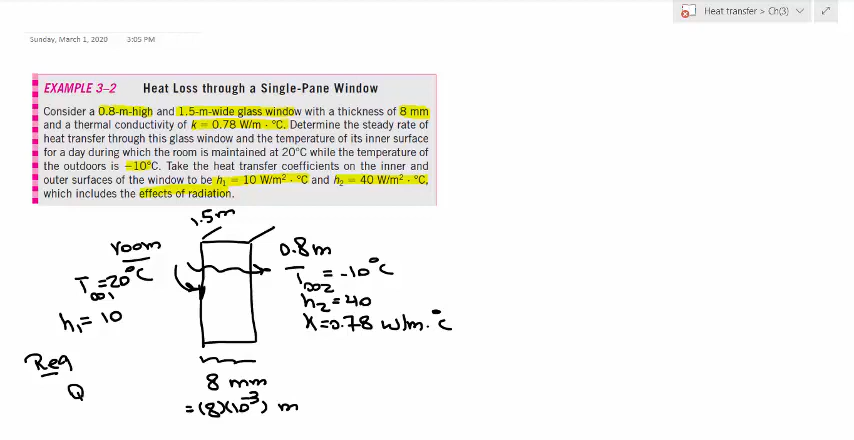 Heat transfer > Ch(3)
Sunday, March 1, 2020 3:05 PM
EXAMPLE 3–2 Heat Loss through a Single-Pane Window
Consider a 0.8-m-high and 1.5-m-wide glass window with a thickness of 8 mm
and a thermal conductivity of k = 0.78 W/m · °C. Determine the steady rate of
heat transfer through this glass window and the temperature of its inner surface
for a day during which the room is maintained at 20°C while the temperature of
the outdoors is −10°C. Take the heat transfer coefficients on the inner and
outer surfaces of the window to be h₁ = 10 W/m² · °C and h₂ = 40 W/m² · °C,
which includes the effects of radiation.
1.5m
room
0.8m
T∞1=20°C
T∞2 = -10°C
h₂=40
h₁= 10
K=0.78 W/m.°C
Req
8 mm
Q
=(8)(10⁻³) m